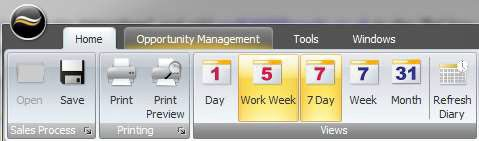 Home Opportunity Management Tools Windows
1 5 7 7 31
Open Save Print Print Preview Day Work Week 7 Day Week Month Refresh Diary
Sales Process Printing Views